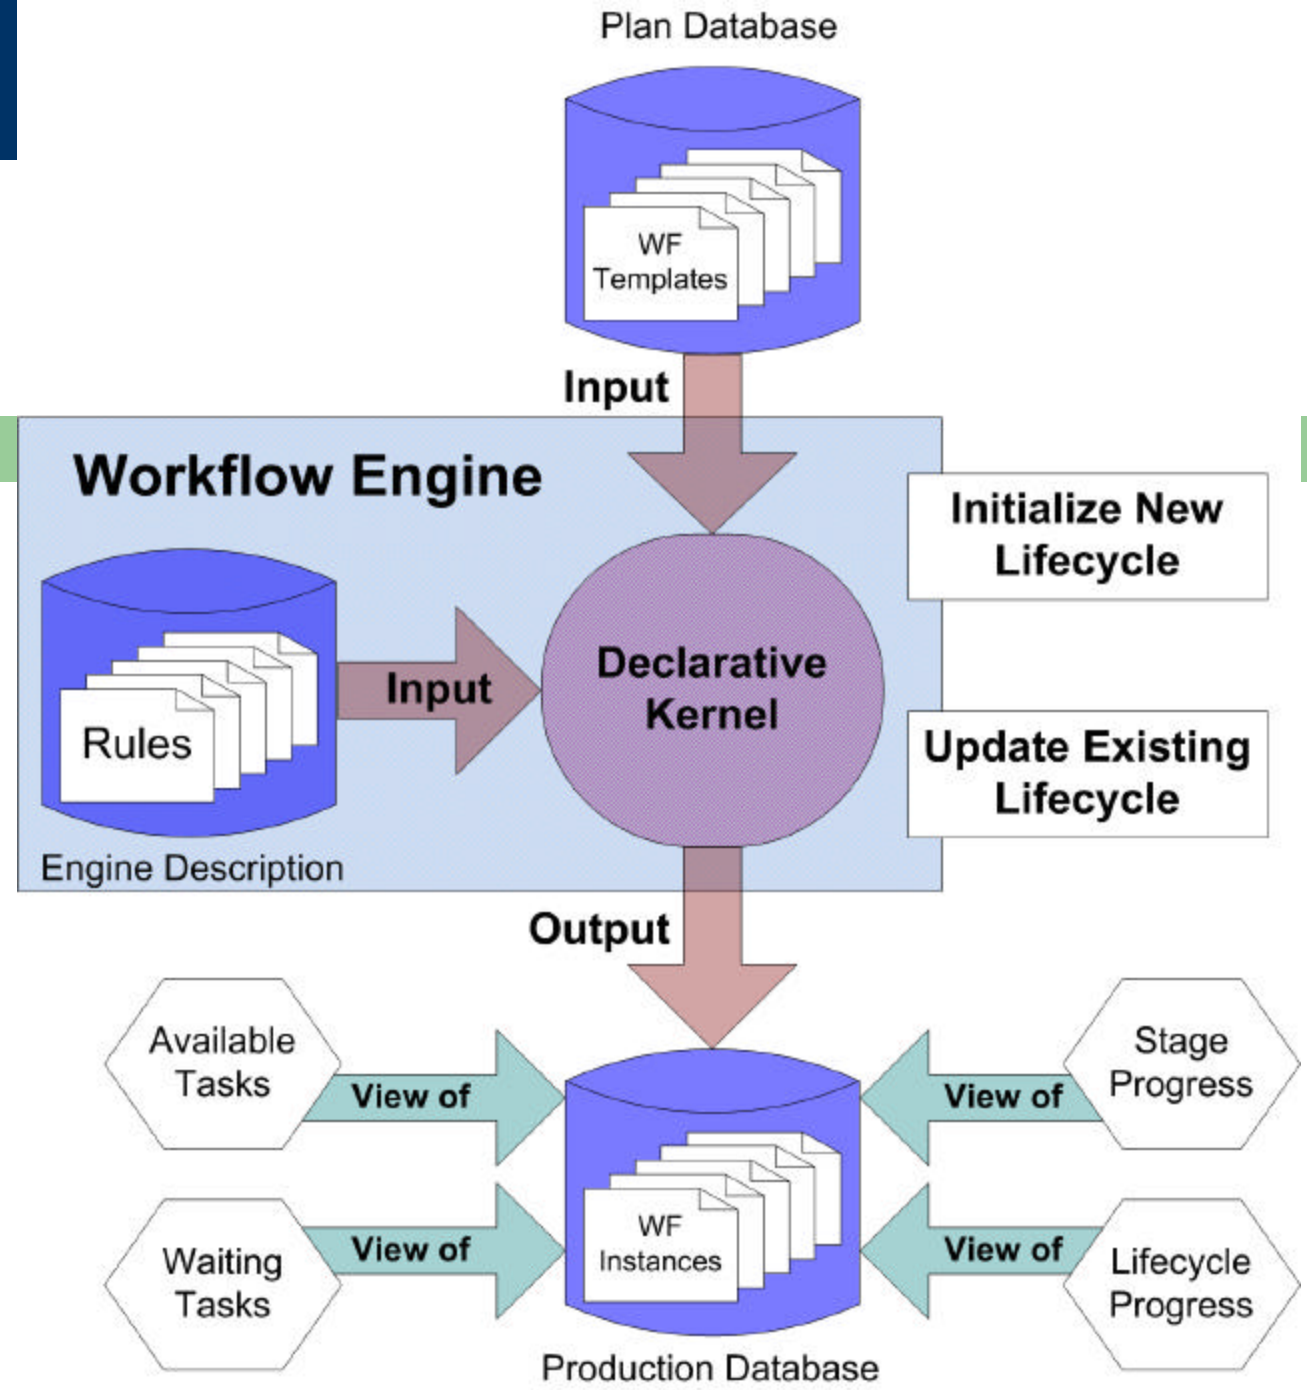 Plan Database
WF
Templates
Input
Workflow Engine
Initialize New
Lifecycle
Declarative
Kernel
Input
Rules
Update Existing
Lifecycle
Engine Description
Output
Available
Tasks
View of
View of
Stage
Progress
Waiting
Tasks
View of
WF
Instances
View of
Lifecycle
Progress
Production Database